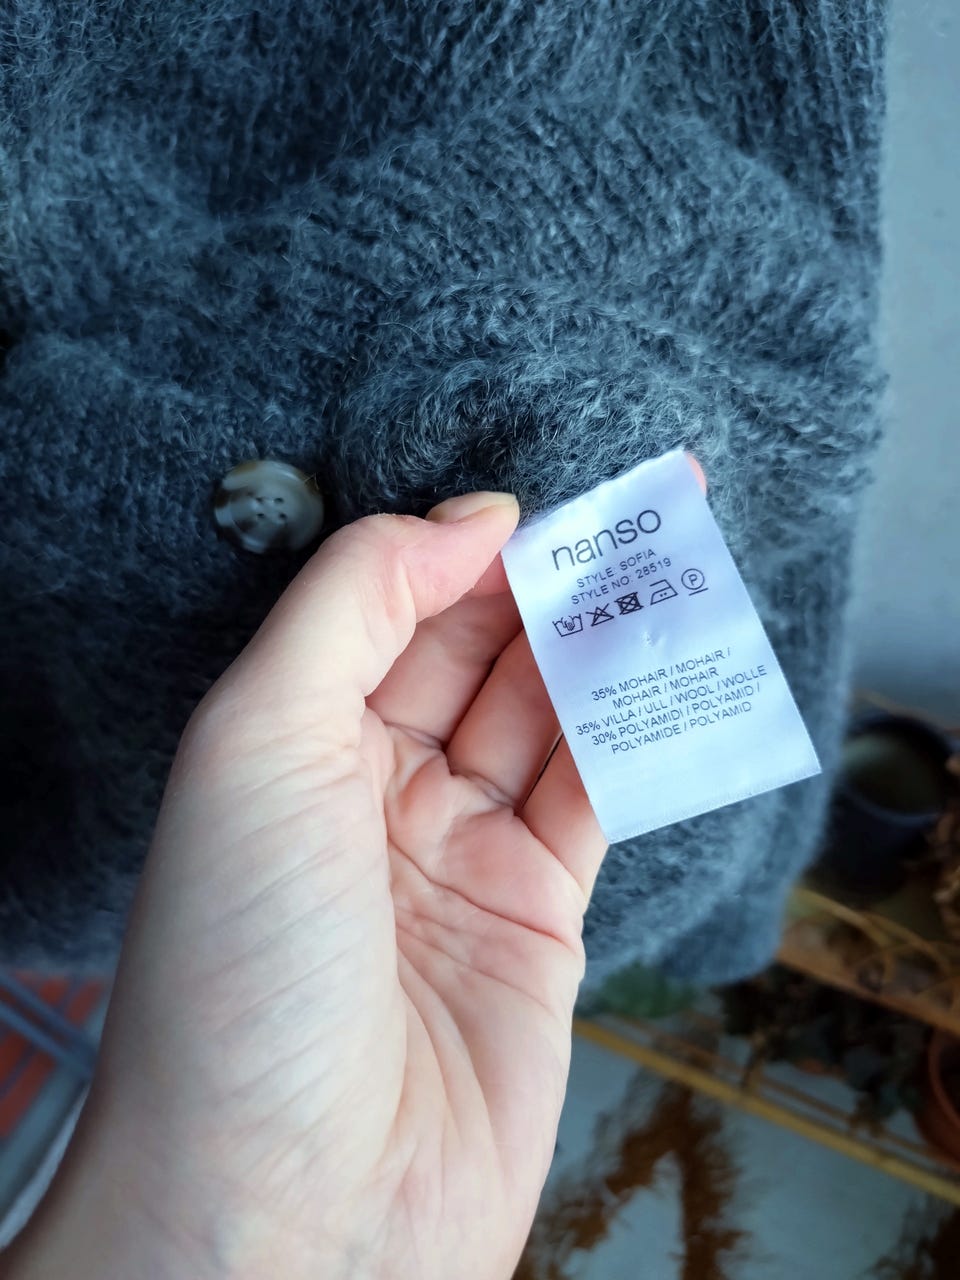 nanso
STYLE: SOFIA
STYLE NO: 28519
P
35% MOHAIR / MOHAIR /
MOHAIR / MOHAIR
35% VILLA / ULL / WOOL / WOLLE
30% POLYAMIDI / POLYAMID /
POLYAMIDE / POLYAMID